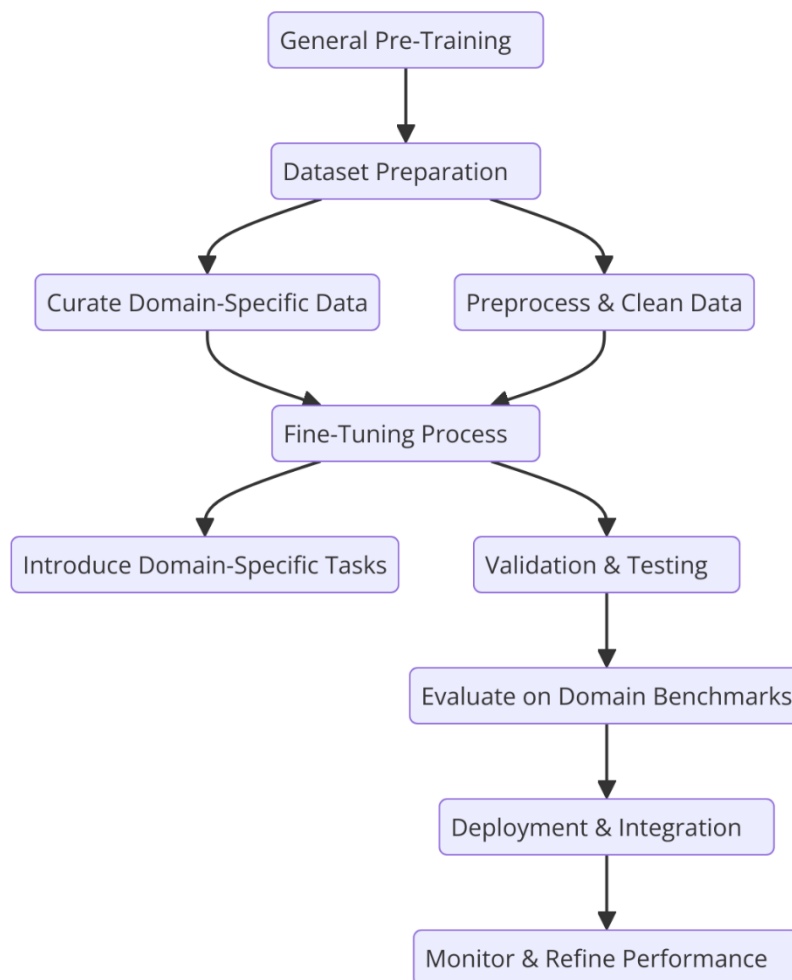 General Pre-Training
Dataset Preparation
Curate Domain-Specific Data
Preprocess & Clean Data
Fine-Tuning Process
Introduce Domain-Specific Tasks
Validation & Testing
Evaluate on Domain Benchmarks
Deployment & Integration
Monitor & Refine Performance